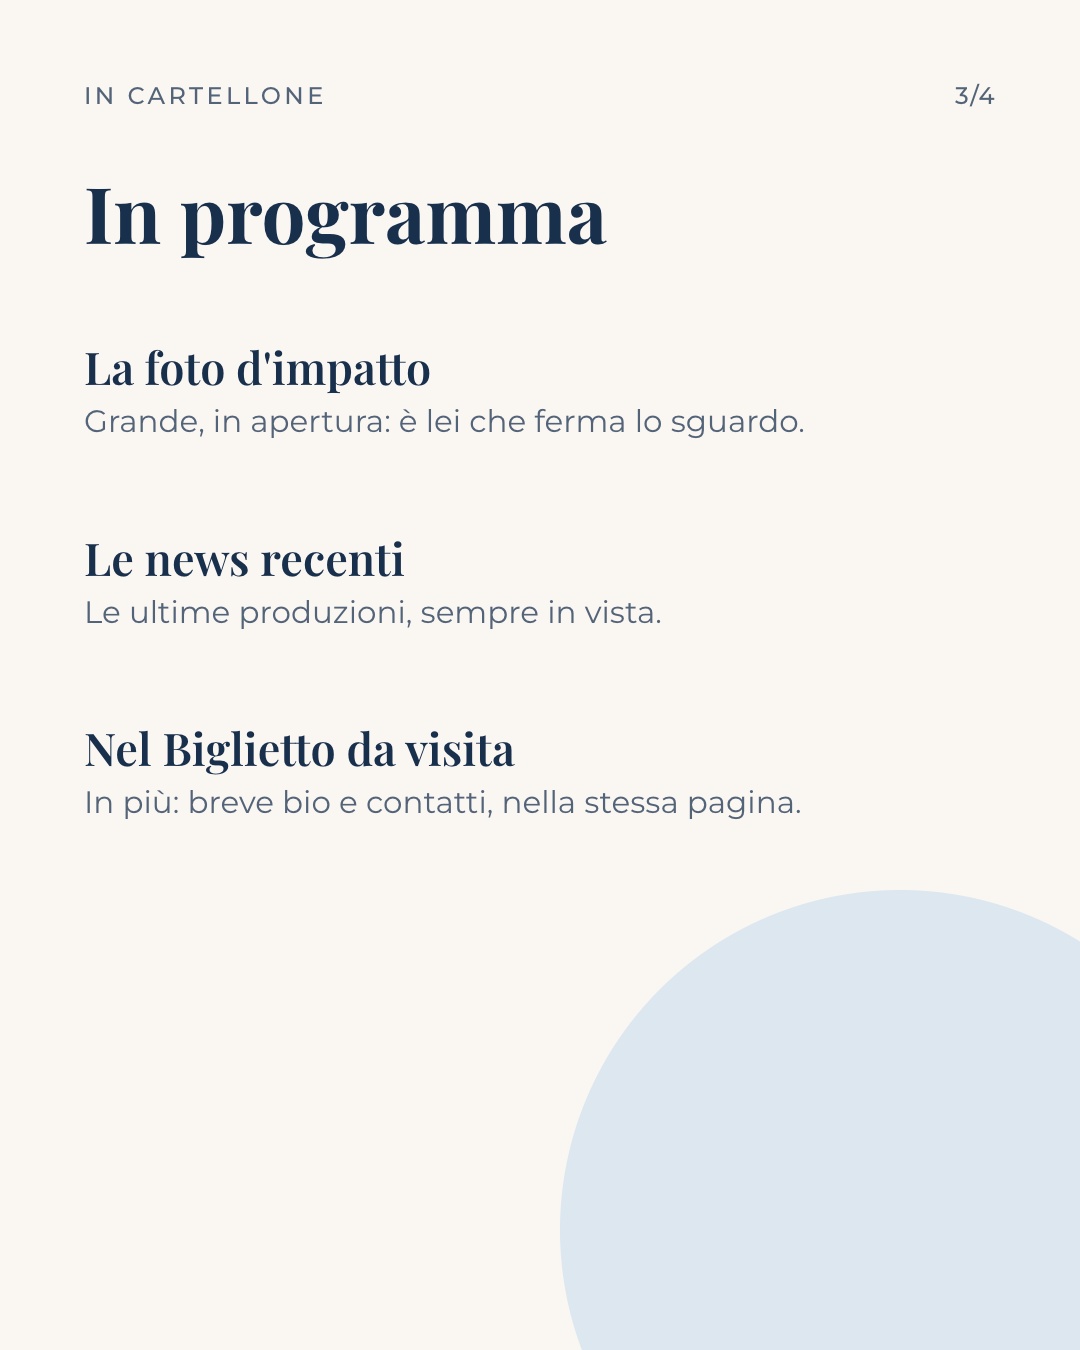 IN CARTELLONE
3/4
In programma
La foto d'impatto
Grande, in apertura: è lei che ferma lo sguardo.
Le news recenti
Le ultime produzioni, sempre in vista.
Nel Biglietto da visita
In più: breve bio e contatti, nella stessa pagina.